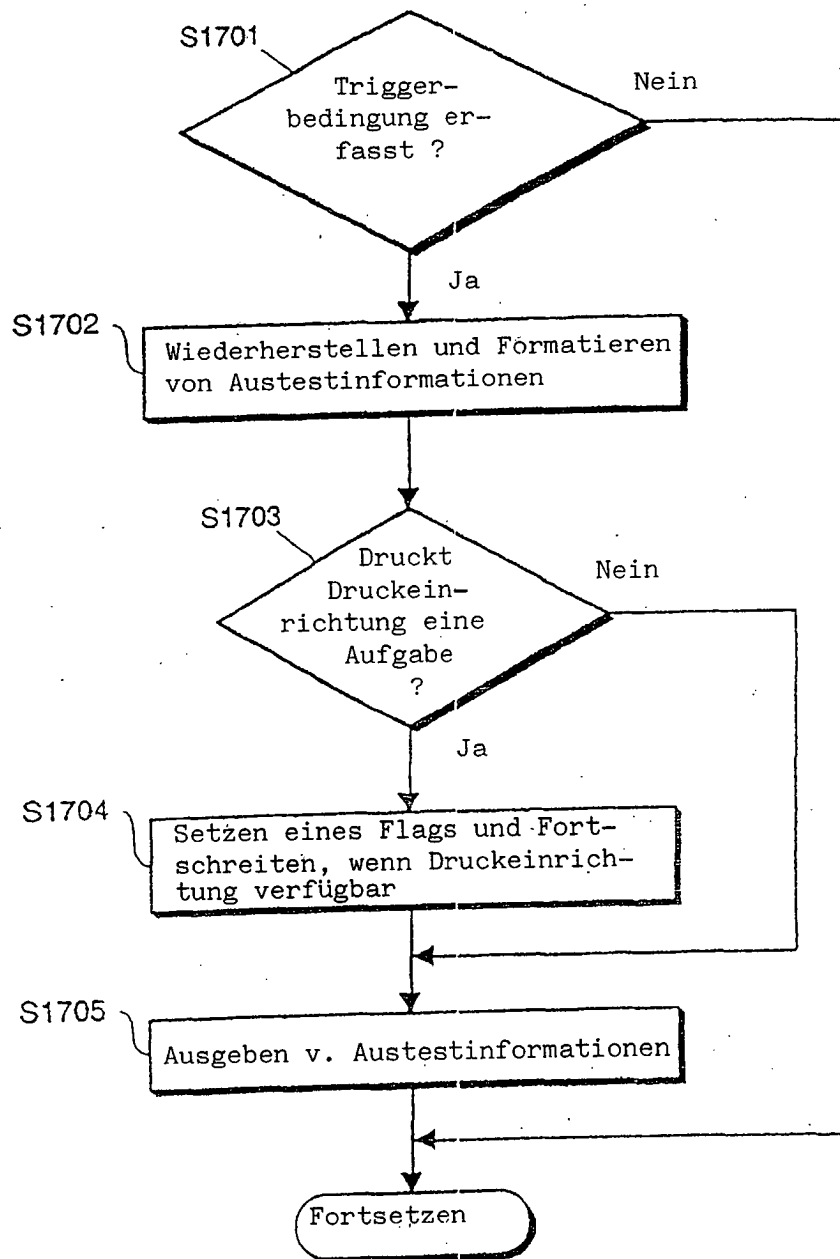 S1701
Trigger-
bedingung er-
fasst ?
Nein
Ja
S1702
Wiederherstellen und Formatieren
von Austestinformationen
S1703
Druckt
Druckein-
richtung eine
Aufgabe
?
Nein
Ja
S1704
Setzen eines Flags und Fort-
schreiten, wenn Druckeinrich-
tung verfügbar
S1705
Ausgeben v. Austestinformationen
Fortsetzen